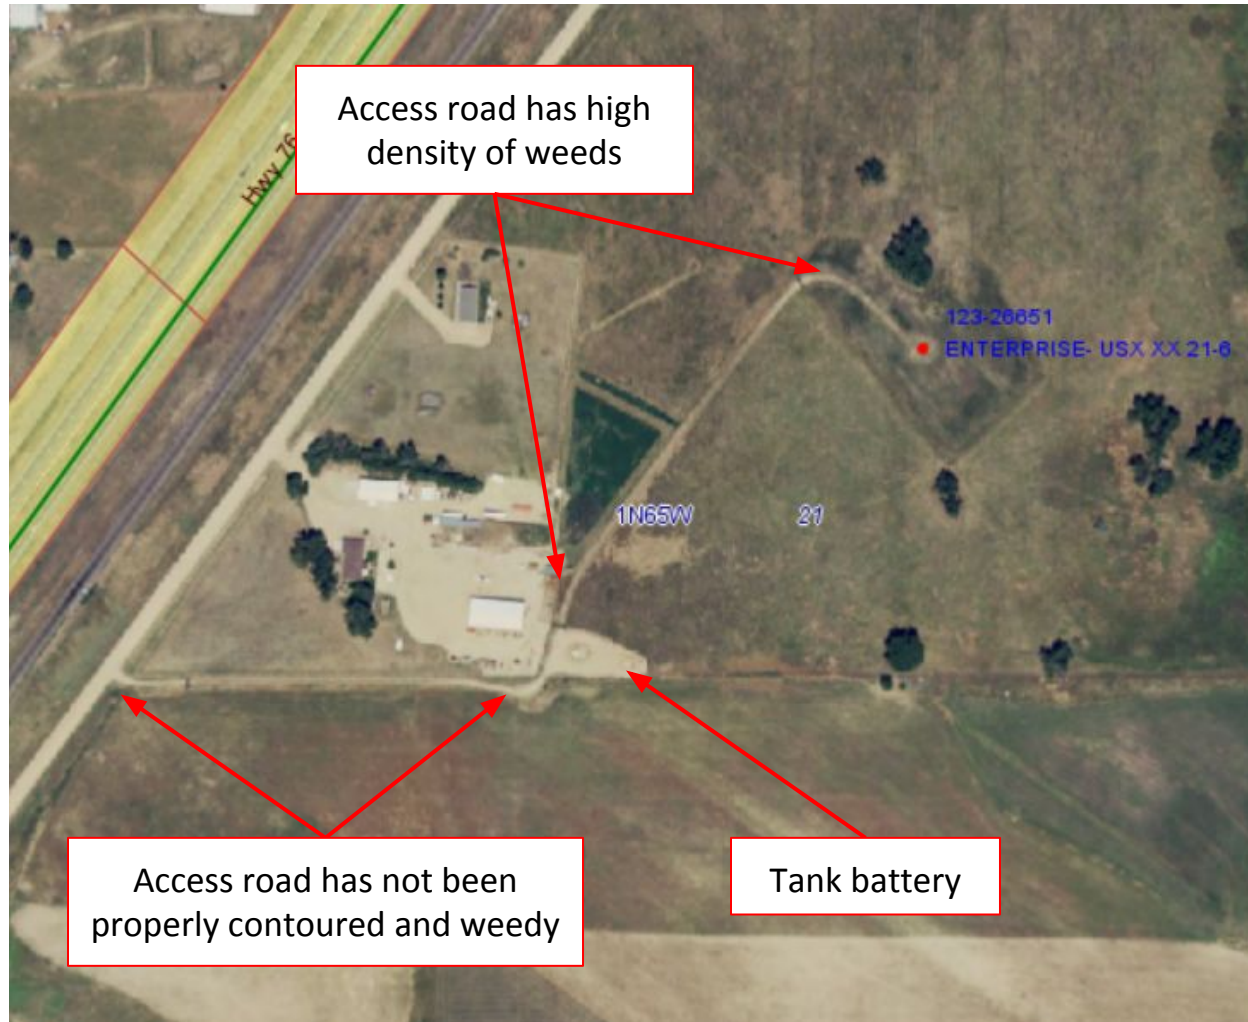 Access road has high
density of weeds
Hwy 76
123-26651
ENTERPRISE- USX XX 21-6
1N65W
21
Access road has not been
properly contoured and weedy
Tank battery